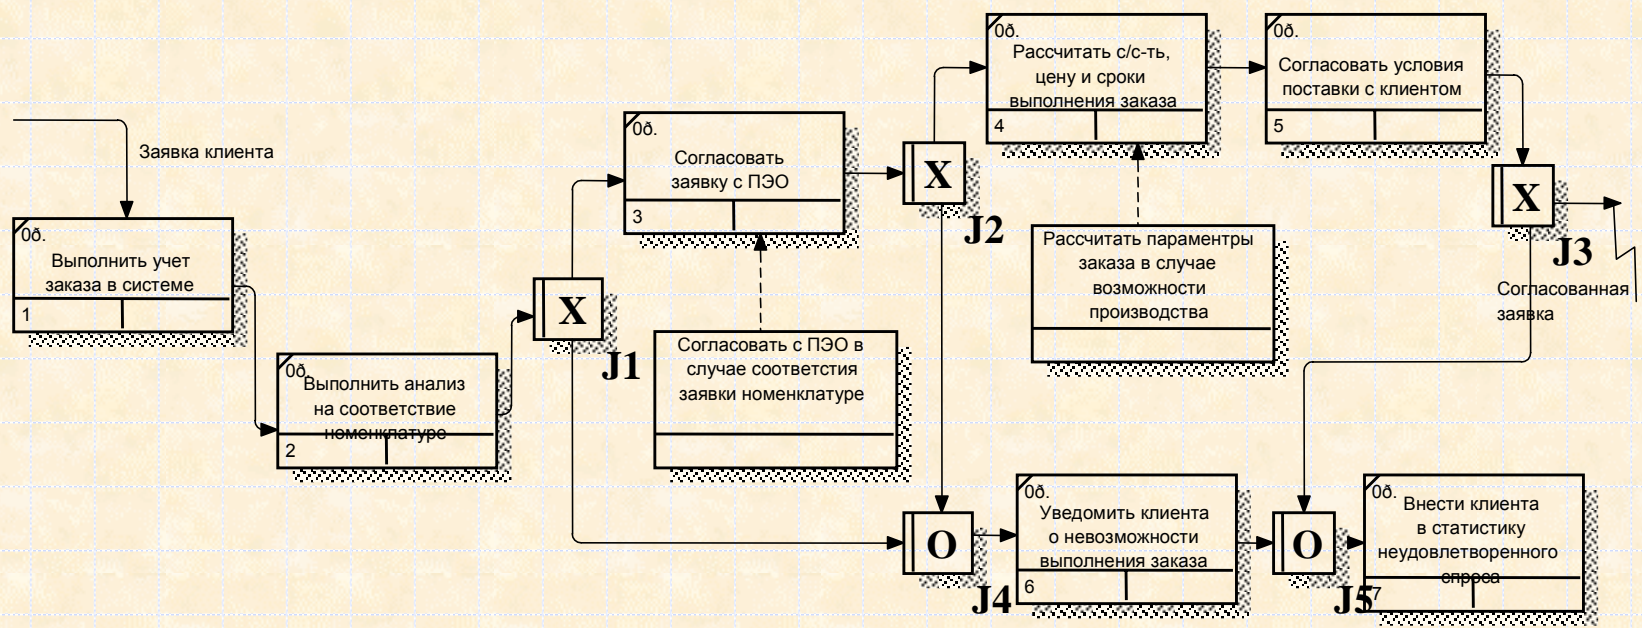 Заявка клиента
0ð.
Выполнить учет
заказа в системе
1
0ð.
Выполнить анализ
на соответствие
номенклатуре
2
X
J1
0ð.
Согласовать
заявку с ПЭО
3
Согласовать с ПЭО в
случае соответстия
заявки номенклатуре
X
J2
0ð.
Рассчитать с/с-ть,
цену и сроки
выполнения заказа
4
Рассчитать параментры
заказа в случае
возможности
производства
0ð.
Согласовать условия
поставки с клиентом
5
X
J3
Согласованная
заявка
O
J4
0ð.
Уведомить клиента
о невозможности
выполнения заказа
6
O
J5
0ð.
Внести клиента
в статистику
неудовлетворенного
спроса
7